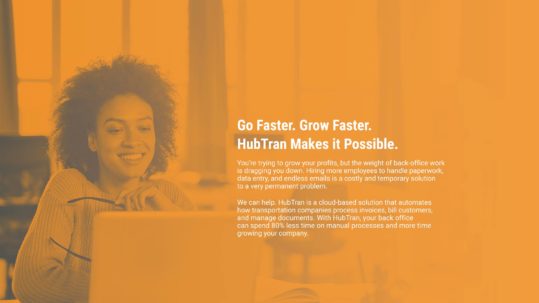 Go Faster. Grow Faster.
HubTran Makes it Possible.
You're trying to grow your profits, but the weight of back-office work
is dragging you down. Hiring more employees to handle paperwork,
data entry, and endless emails is a costly and temporary solution
to a very permanent problem.
We can help. HubTran is a cloud-based solution that automates
how transportation companies process invoices, bill customers,
and manage documents. With HubTran, your back office
can spend 80% less time on manual processes and more time
growing your company.